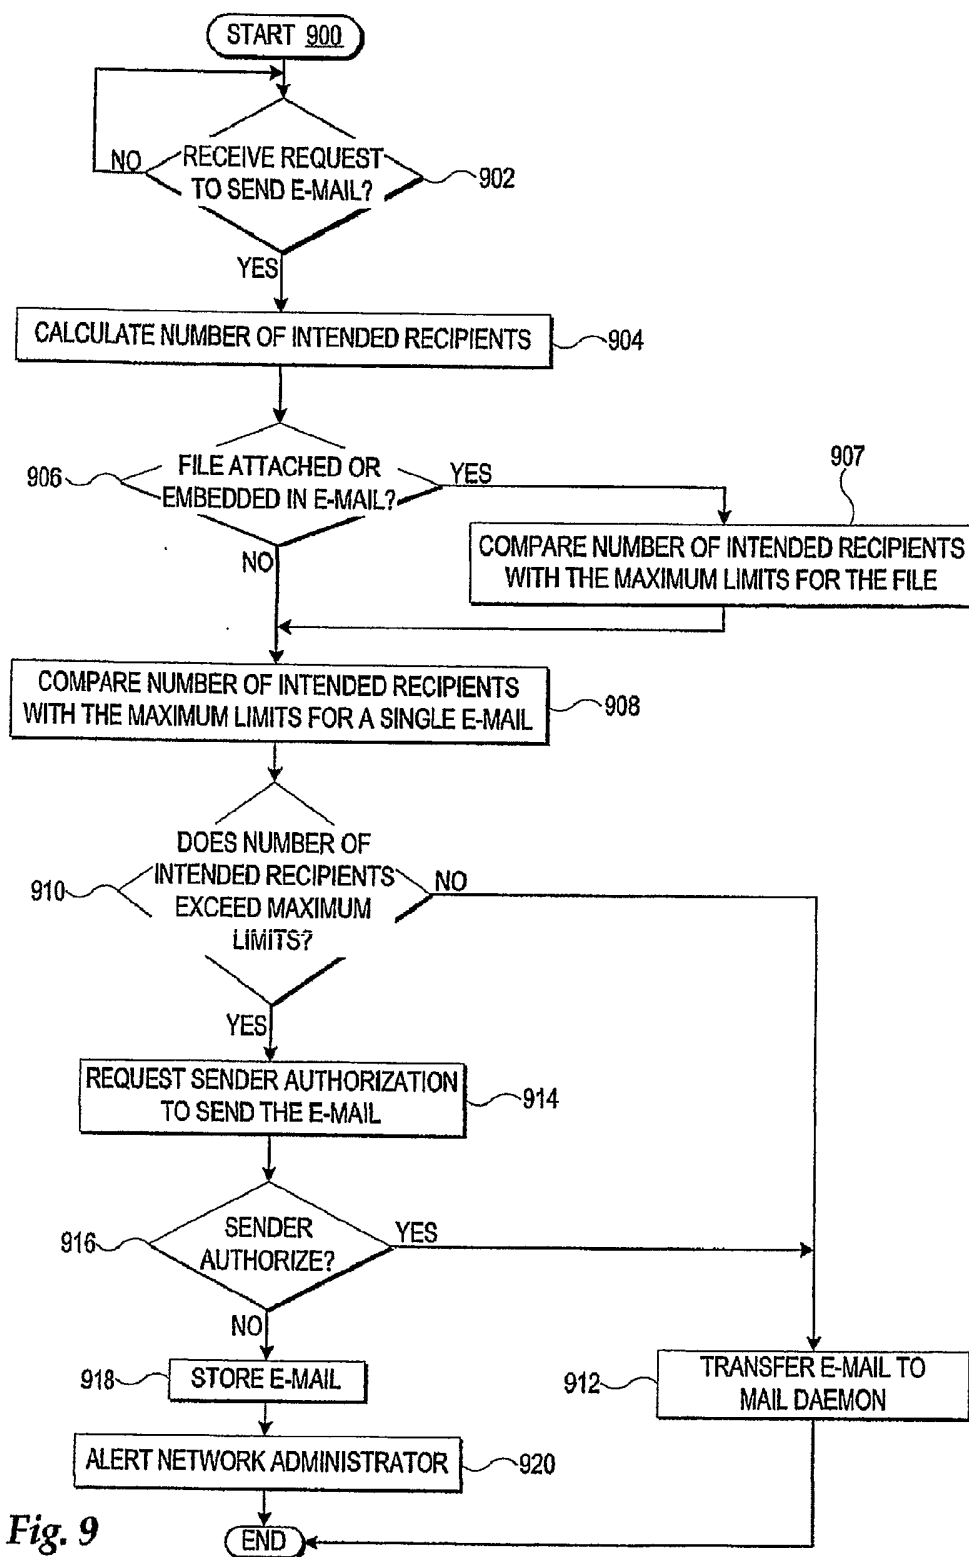 START 900
NO
RECEIVE REQUEST
TO SEND E-MAIL?
902
YES
CALCULATE NUMBER OF INTENDED RECIPIENTS
904
906
FILE ATTACHED OR
EMBEDDED IN E-MAIL?
YES
907
NO
COMPARE NUMBER OF INTENDED RECIPIENTS
WITH THE MAXIMUM LIMITS FOR THE FILE
COMPARE NUMBER OF INTENDED RECIPIENTS
WITH THE MAXIMUM LIMITS FOR A SINGLE E-MAIL
908
910
DOES NUMBER OF
INTENDED RECIPIENTS
EXCEED MAXIMUM
LIMITS?
NO
YES
REQUEST SENDER AUTHORIZATION
TO SEND THE E-MAIL
914
916
SENDER
AUTHORIZE?
YES
NO
918
STORE E-MAIL
912
TRANSFER E-MAIL TO
MAIL DAEMON
ALERT NETWORK ADMINISTRATOR
920
Fig. 9
END